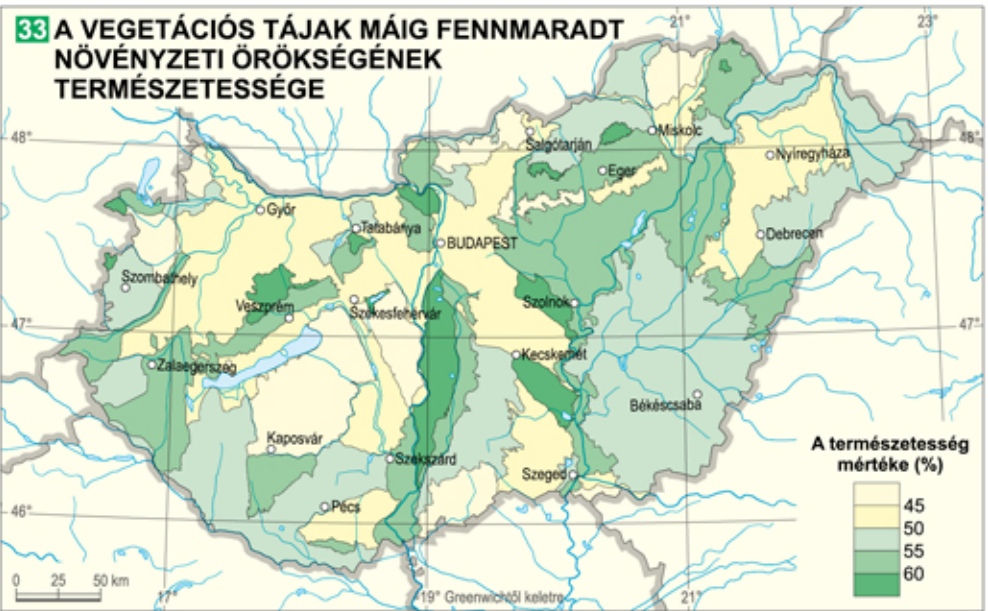 33 A VEGETÁCIÓS TÁJAK MÁIG FENNMARADT
NÖVÉNYZETI ÖRÖKSÉGÉNEK
TERMÉSZETESSÉGE
21°
23°
48°
48°
Salgótarján
Miskolc
Nyíregyháza
Eger
Győr
Tatabánya
BUDAPEST
Debrecen
Szombathely
Veszprém
Székesfehérvár
Szolnok
47°
47°
Zalaegerszeg
Kecskemét
Békéscsaba
Kaposvár
Szekszárd
Szeged
Pécs
46°
A természetesség
mértéke (%)
45
50
55
60
0 25 50 km
17°
19° Greenwichtől keletre
21°